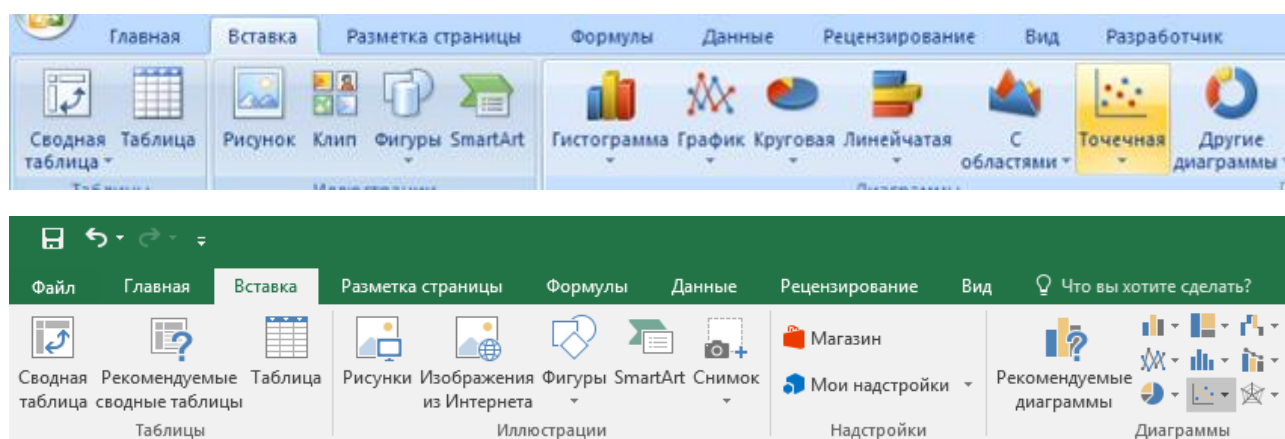 Главная Вставка Разметка страницы Формулы Данные Рецензирование Вид Разработчик
Сводная таблица Таблица Рисунок Клип Фигуры SmartArt Гистограмма График Круговая Линейчатая С областями Точечная Другие диаграммы
Таблицы Иллюстрации Диаграммы
Файл Главная Вставка Разметка страницы Формулы Данные Рецензирование Вид Что вы хотите сделать?
Магазин
Сводная Рекомендуемые Таблица Рисунки Изображения Фигуры SmartArt Снимок Мои надстройки Рекомендуемые
таблица сводные таблицы из Интернета диаграммы
Таблицы Иллюстрации Надстройки Диаграммы